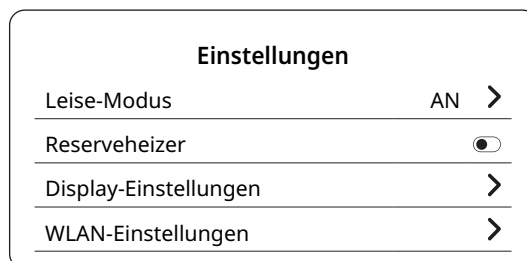 Einstellungen
Leise-Modus AN
Reserveheizer
Display-Einstellungen
WLAN-Einstellungen